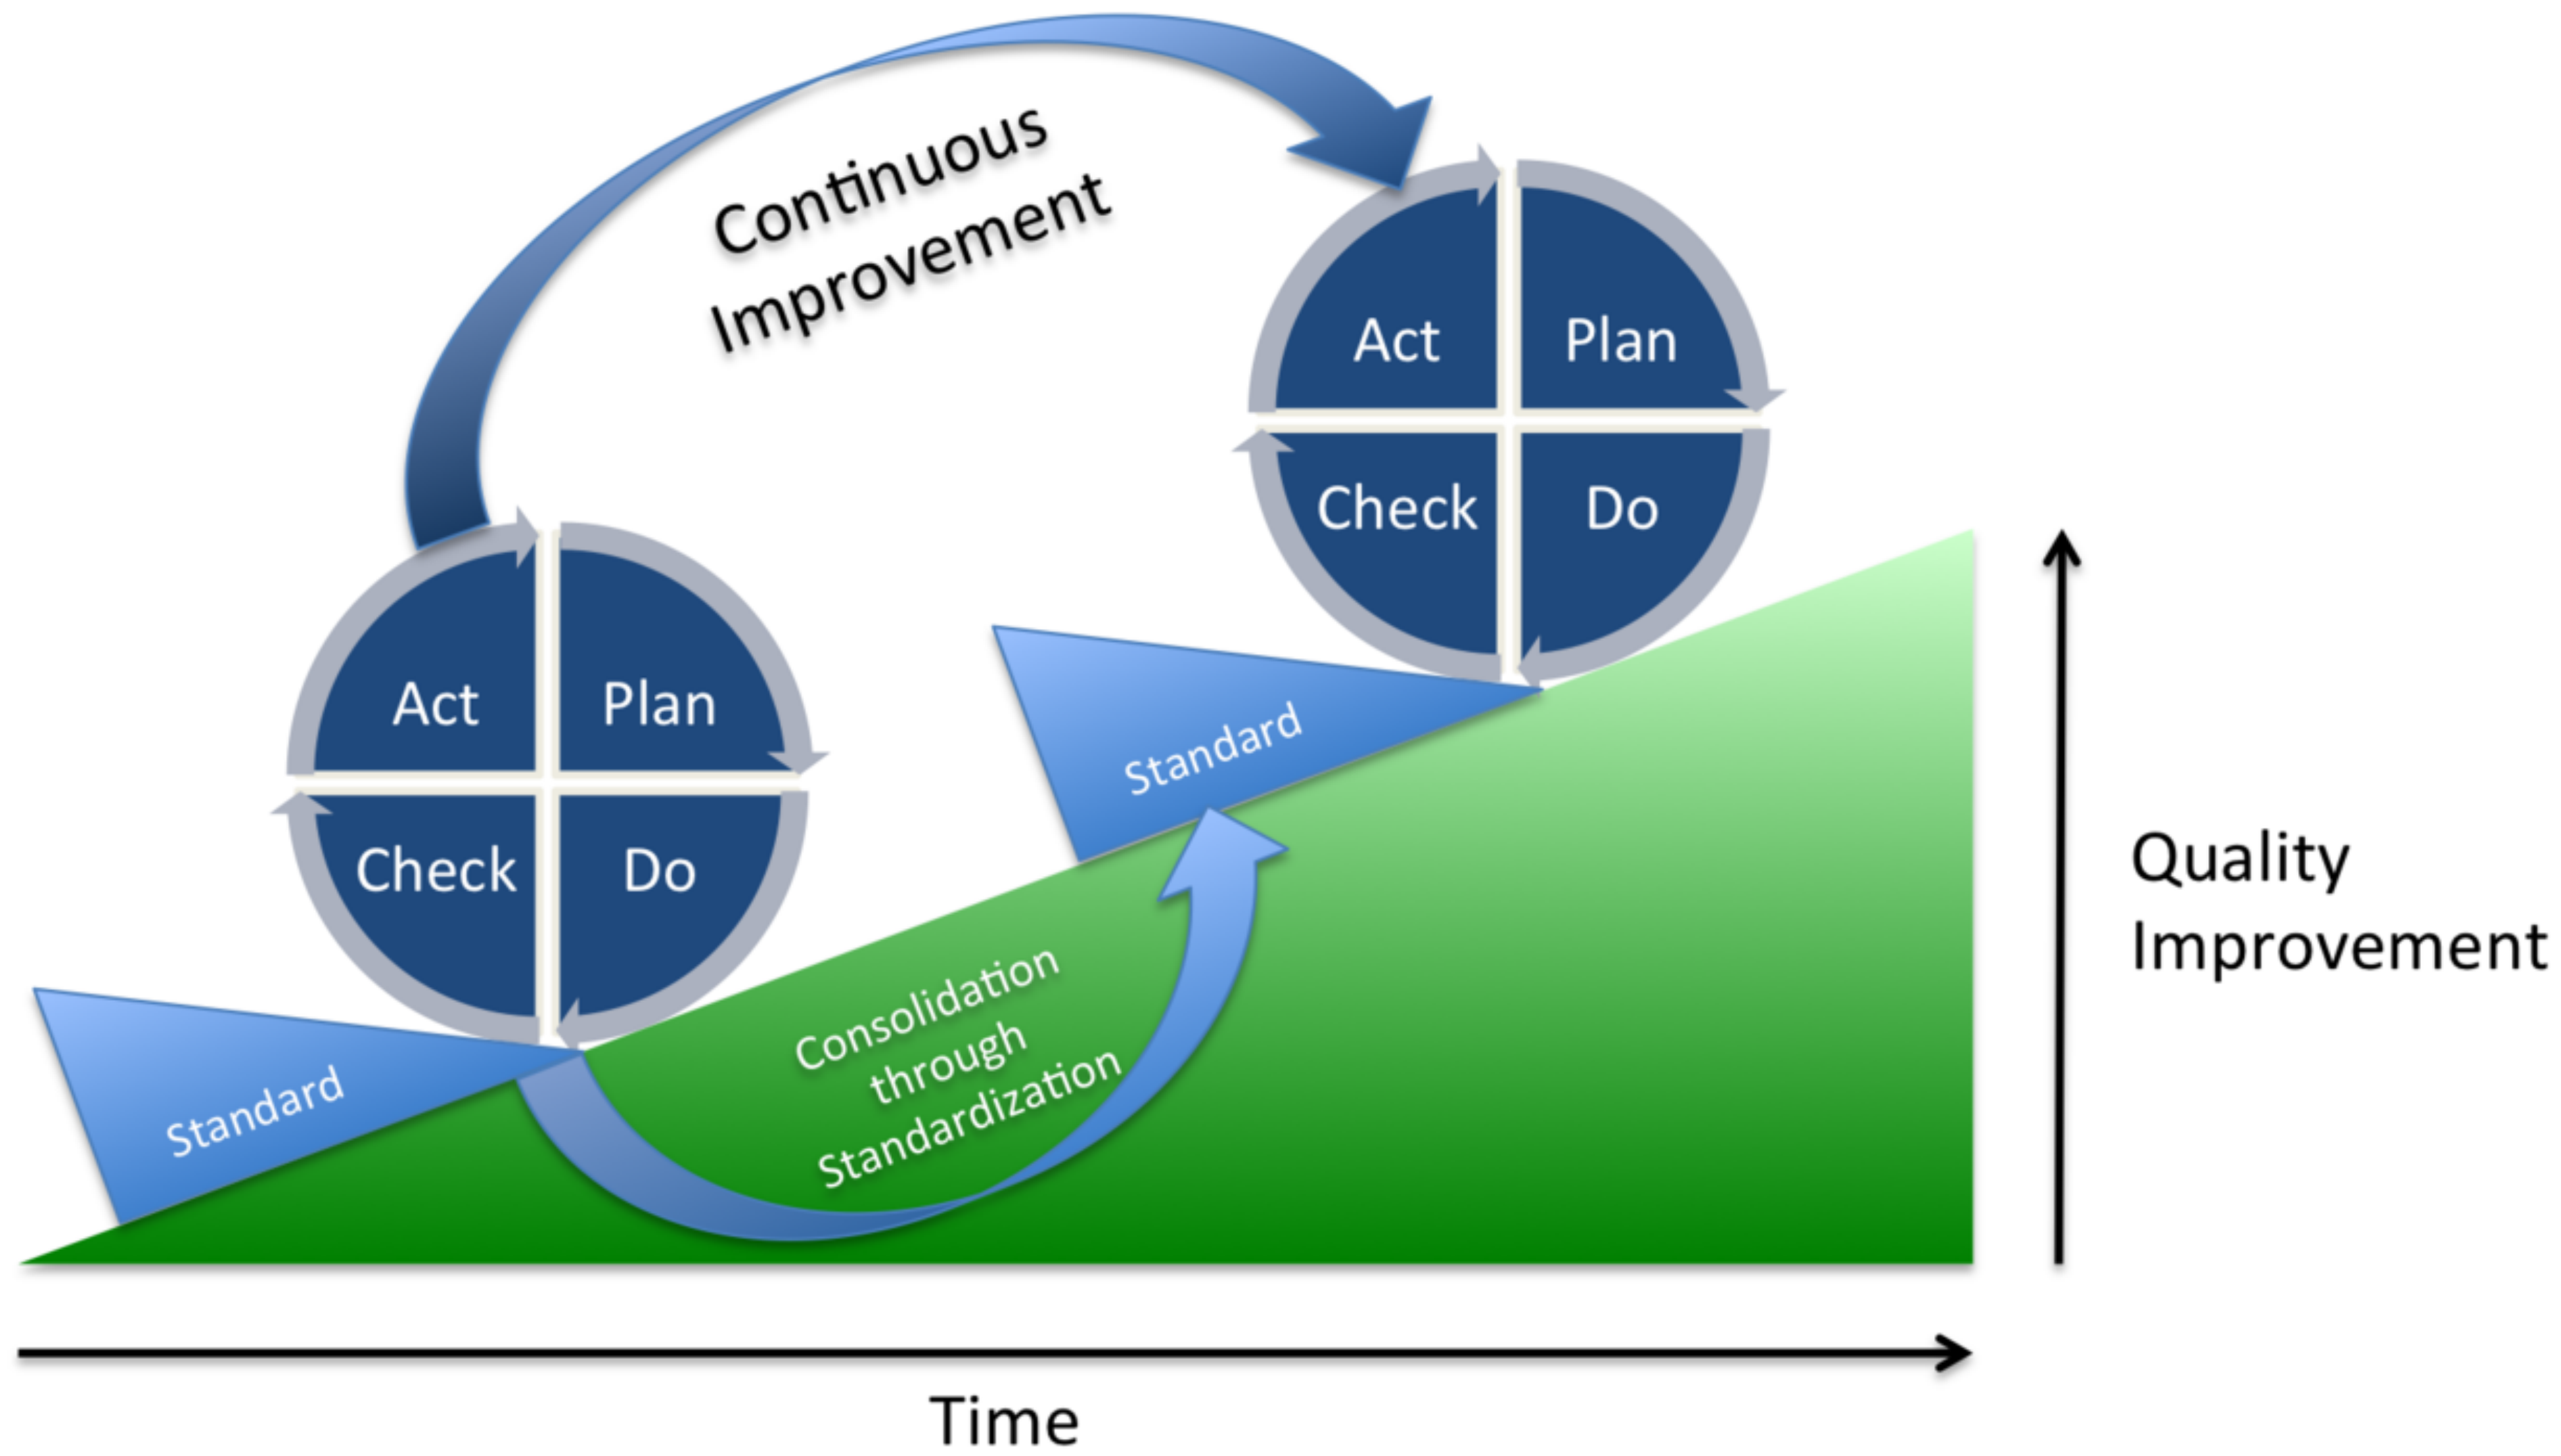 Continuous
Improvement
Act
Plan
Check
Do
Act
Plan
Check
Do
Standard
Standard
Consolidation
through
Standardization
Quality
Improvement
Time